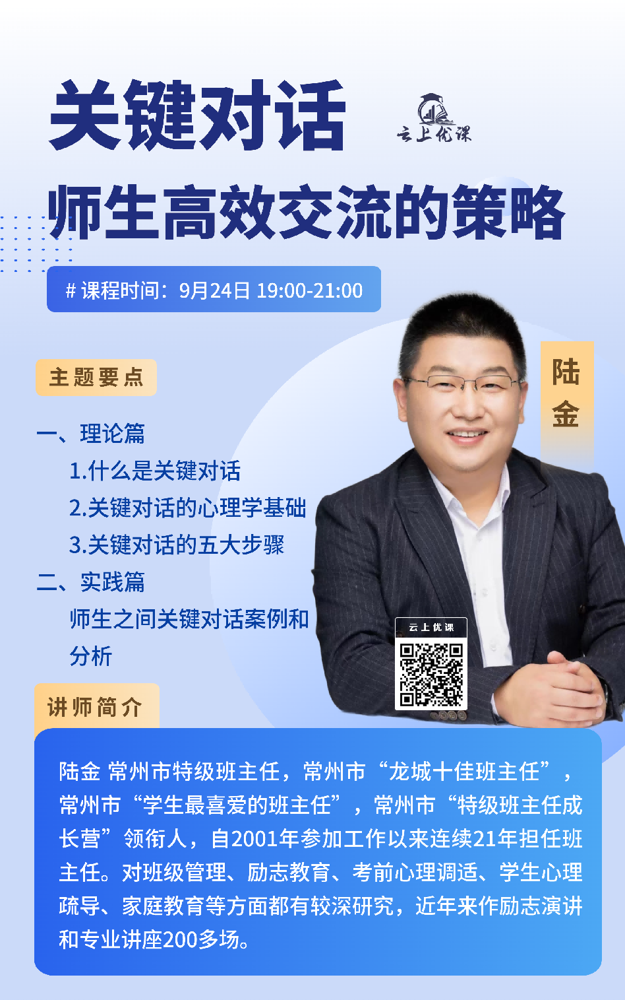 关键对话
云上优课
师生高效交流的策略
# 课程时间：9月24日 19:00-21:00
陆金
主题要点
一、理论篇
1.什么是关键对话
2.关键对话的心理学基础
3.关键对话的五大步骤
二、实践篇
师生之间关键对话案例和
分析
云上优课
讲师简介
陆金 常州市特级班主任，常州市“龙城十佳班主任”，
常州市“学生最喜爱的班主任”，常州市“特级班主任成
长营”领衔人，自2001年参加工作以来连续21年担任班
主任。对班级管理、励志教育、考前心理调适、学生心理
疏导、家庭教育等方面都有较深研究，近年来作励志演讲
和专业讲座200多场。